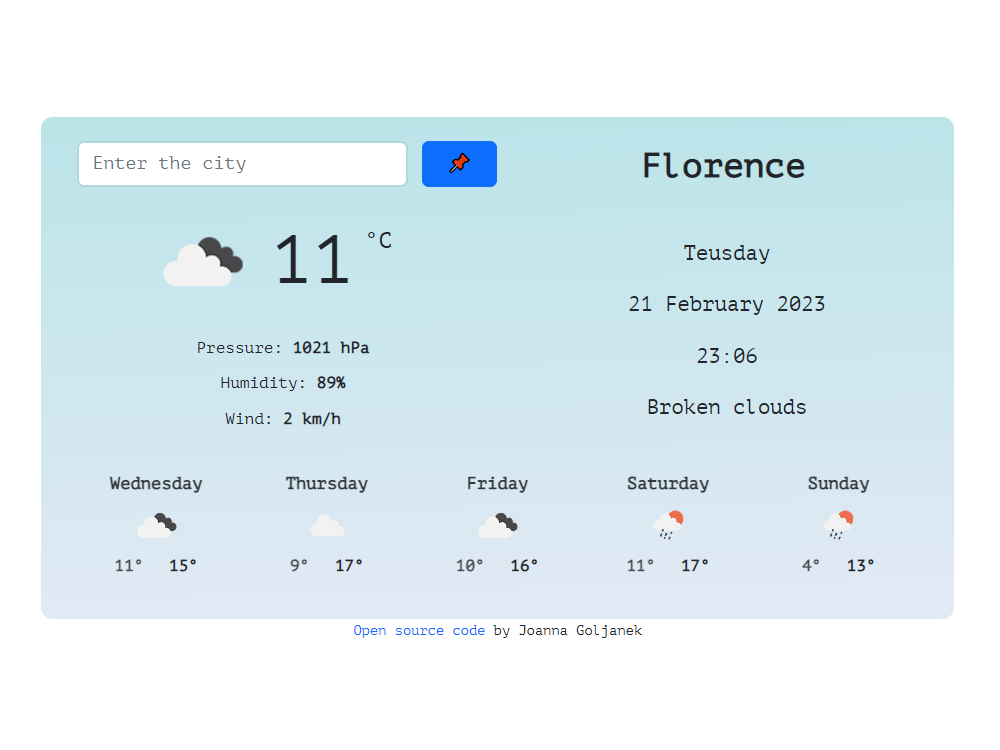 Enter the city
Florence
11 °C
Teusday
21 February 2023
23:06
Broken clouds
Pressure: 1021 hPa
Humidity: 89%
Wind: 2 km/h
Wednesday Thursday Friday Saturday Sunday
11° 15° 9° 17° 10° 16° 11° 17° 4° 13°
Open source code by Joanna Goljanek